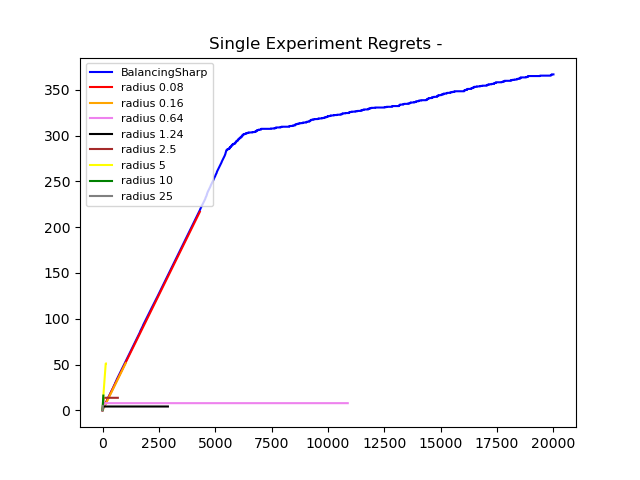 Single Experiment Regrets -
BalancingSharp
radius 0.08
radius 0.16
radius 0.64
radius 1.24
radius 2.5
radius 5
radius 10
radius 25
350
300
250
200
150
100
50
0
0 2500 5000 7500 10000 12500 15000 17500 20000